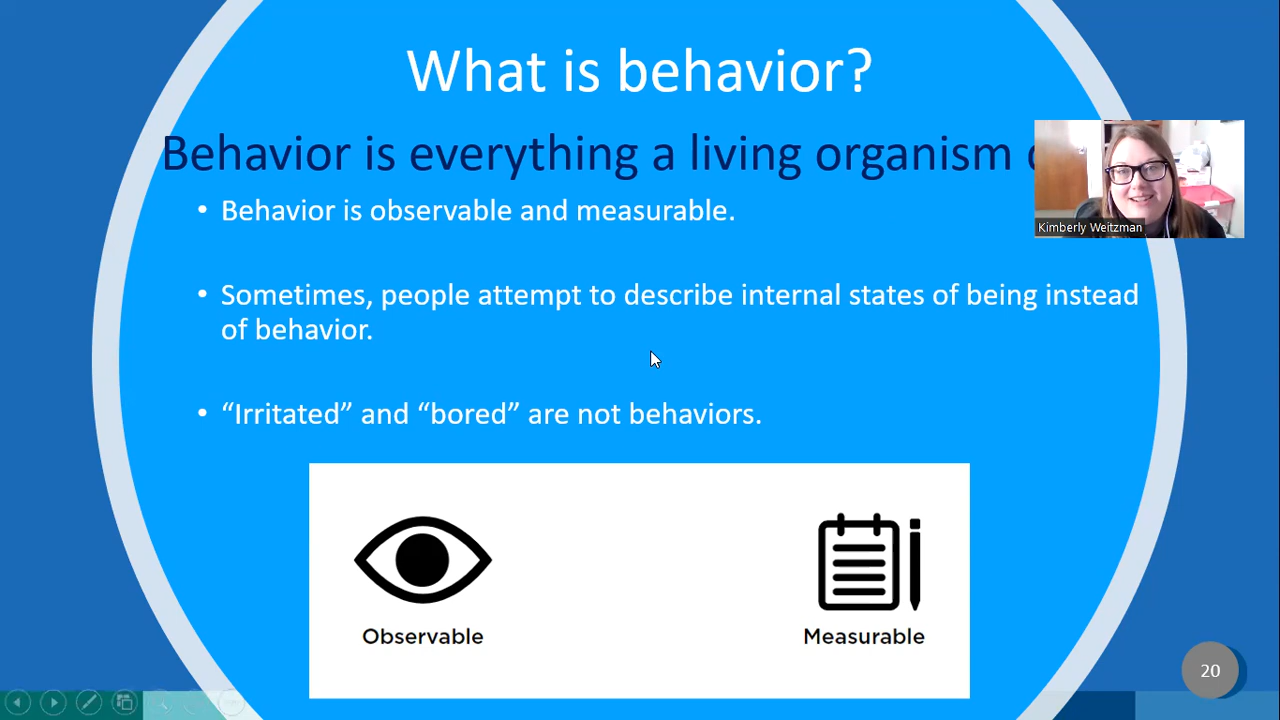 What is behavior?
Behavior is everything a living organism
Kimberly Weitzman
• Behavior is observable and measurable.
• Sometimes, people attempt to describe internal states of being instead
of behavior.
• “Irritated” and “bored” are not behaviors.
Observable
Measurable
20